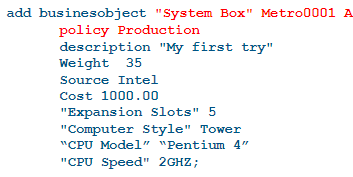 add businesobject "System Box" Metro0001 A
policy Production
description "My first try"
Weight  35
Source Intel
Cost 1000.00
"Expansion Slots" 5
"Computer Style" Tower
“CPU Model” “Pentium 4”
"CPU Speed" 2GHZ;